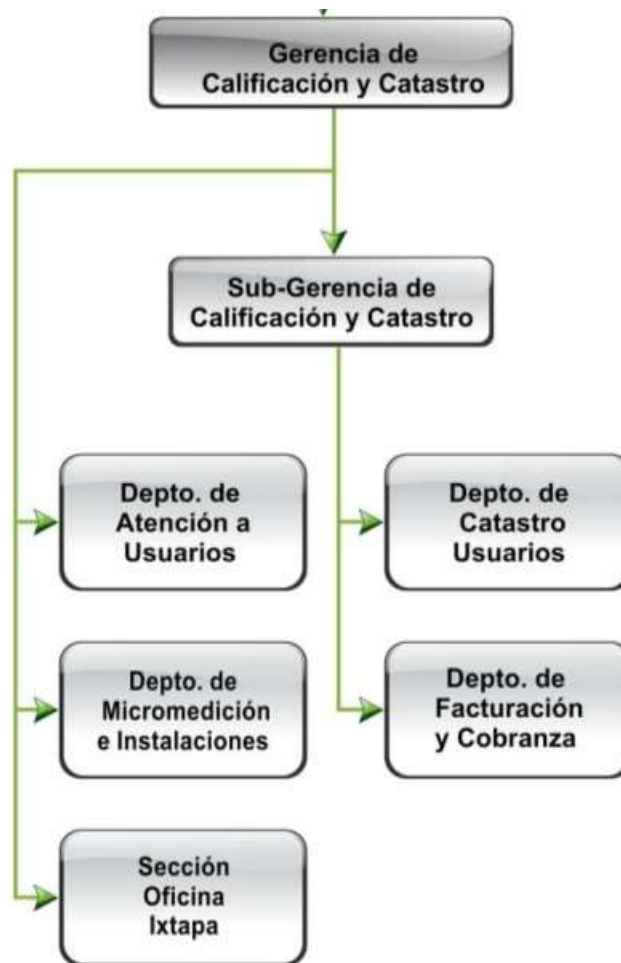 Gerencia de
Calificación y Catastro
Sub-Gerencia de
Calificación y Catastro
Depto. de
Atención a
Usuarios
Depto. de
Catastro
Usuarios
Depto. de
Micromedición
e Instalaciones
Depto. de
Facturación
y Cobranza
Sección
Oficina
Ixtapa